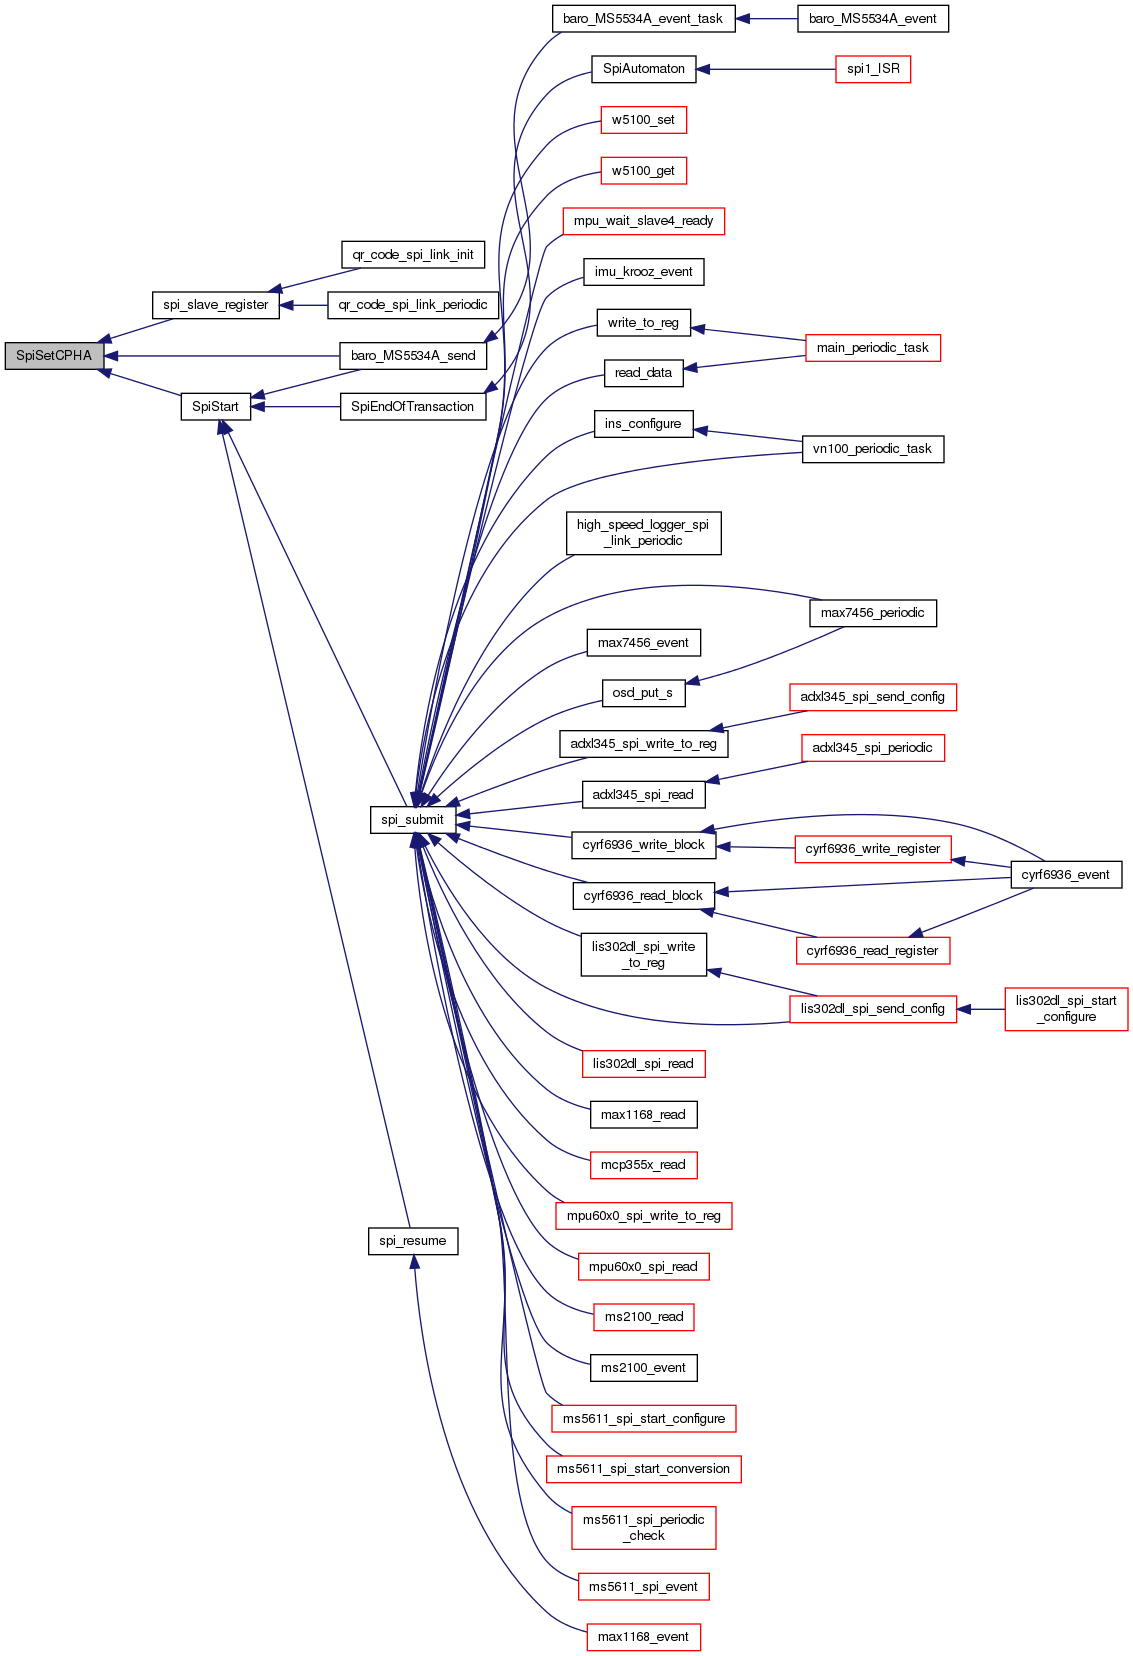 baro_MS5534A_event_task
baro_MS5534A_event
SpiAutomaton
spi1_ISR
w5100_set
w5100_get
mpu_wait_slave4_ready
qr_code_spi_link_init
imu_krooz_event
spi_slave_register
qr_code_spi_link_periodic
write_to_reg
main_periodic_task
SpiSetCPHA
baro_MS5534A_send
read_data
SpiStart
SpiEndOfTransaction
ins_configure
vn100_periodic_task
high_speed_logger_spi
_link_periodic
max7456_periodic
max7456_event
osd_put_s
adxl345_spi_send_config
adxl345_spi_write_to_reg
adxl345_spi_periodic
adxl345_spi_read
spi_submit
cyrf6936_write_block
cyrf6936_write_register
cyrf6936_event
cyrf6936_read_block
cyrf6936_read_register
lis302dl_spi_write
_to_reg
lis302dl_spi_send_config
lis302dl_spi_start
_configure
lis302dl_spi_read
max1168_read
mcp355x_read
mpu60x0_spi_write_to_reg
spi_resume
mpu60x0_spi_read
ms2100_read
ms2100_event
ms5611_spi_start_configure
ms5611_spi_start_conversion
ms5611_spi_periodic
_check
ms5611_spi_event
max1168_event